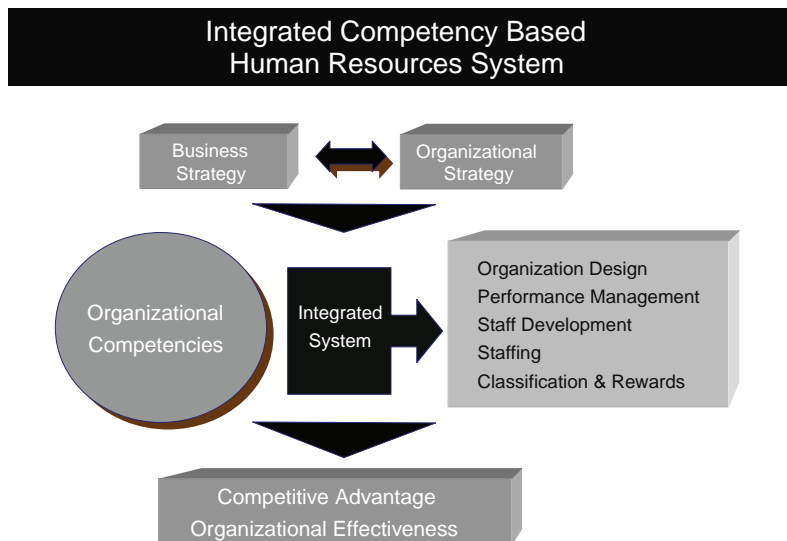 Integrated Competency Based
Human Resources System
Business
Strategy
Organizational
Strategy
Organizational
Competencies
Integrated
System
Organization Design
Performance Management
Staff Development
Staffing
Classification & Rewards
Competitive Advantage
Organizational Effectiveness